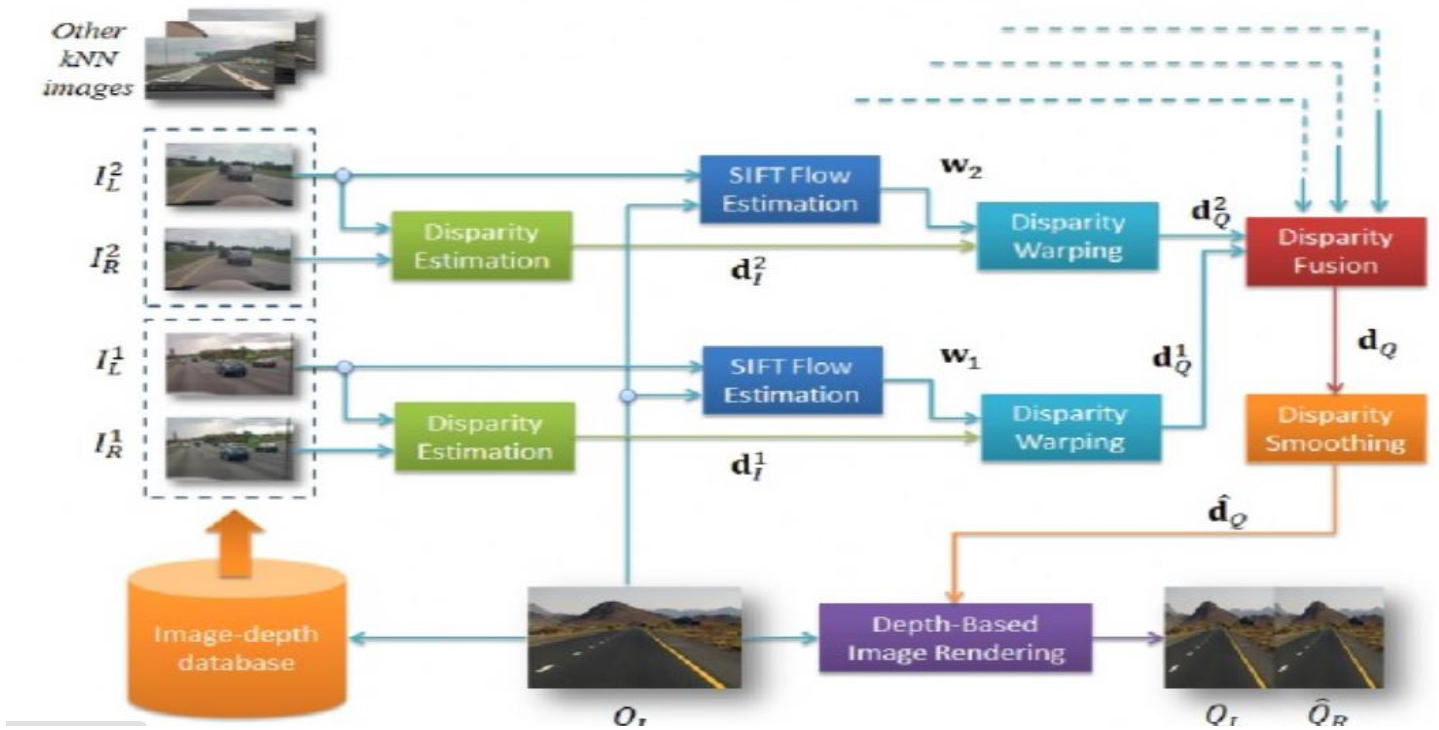 Other
kNN
images
I_L^2
SIFT Flow
Estimation
w_2
I_R^2
Disparity
Estimation
d_I^2
Disparity
Warping
d_Q^2
Disparity
Fusion
I_L^1
SIFT Flow
Estimation
w_1
d_Q^1
d_Q
I_R^1
Disparity
Estimation
d_I^1
Disparity
Warping
Disparity
Smoothing
d̂_Q
Image-depth
database
Depth-Based
Image Rendering
Q_L
Q̂_R